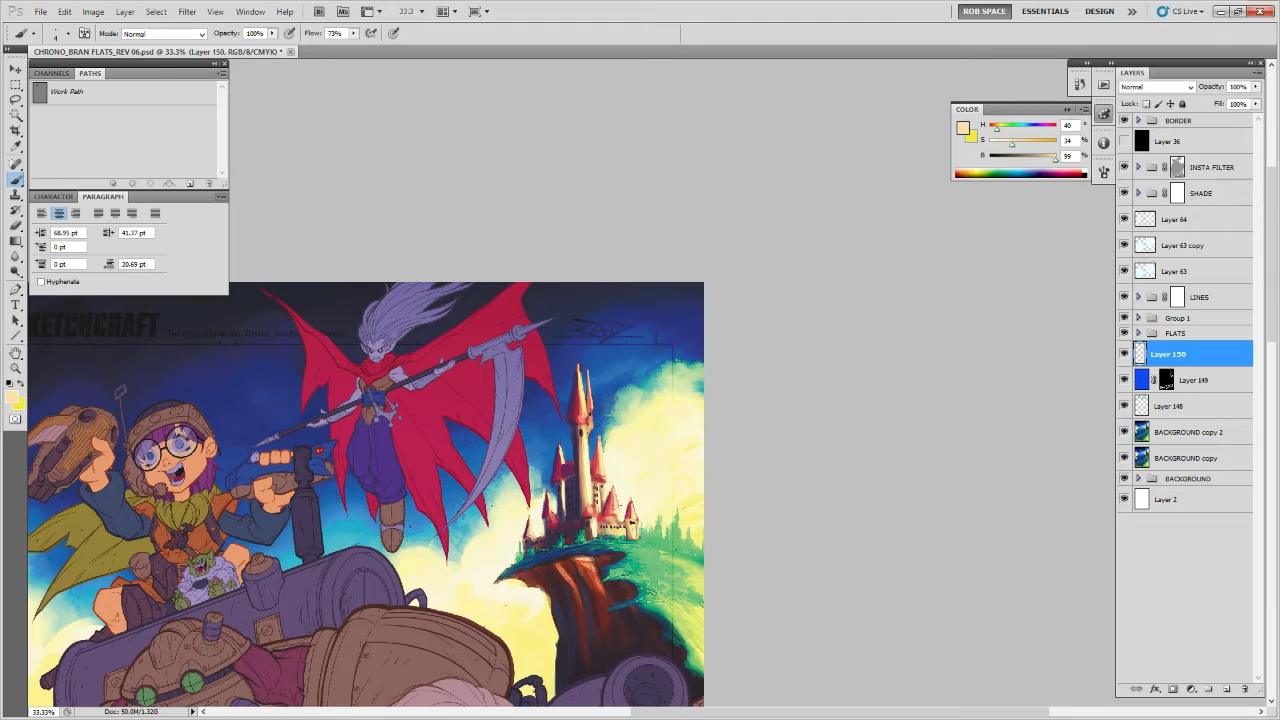 Ps File Edit Image Layer Select Filter View Window Help Br Mb 33.3 ROB SPACE ESSENTIALS DESIGN CS Live
4 Mode: Normal Opacity: 100% Flow: 73%
CHRONO_BRAN FLATS_REV 06.psd @ 33.3% (Layer 150, RGB/8/CMYK) *
CHANNELS PATHS
Work Path
CHARACTER PARAGRAPH
68.95 pt 41.37 pt
0 pt
0 pt 20.69 pt
Hyphenate
KETCHCRAFT
COLOR
H 40 °
S 34 %
B 99 %
LAYERS
Normal Opacity: 100%
Lock: Fill: 100%
BORDER
Layer 36
INSTA FILTER
SHADE
Layer 64
Layer 63 copy
Layer 63
LINES
Group 1
FLATS
Layer 150
Layer 149
Layer 148
BACKGROUND copy 2
BACKGROUND copy
BACKGROUND
Layer 2
33.33% Doc: 50.0M/1.32G